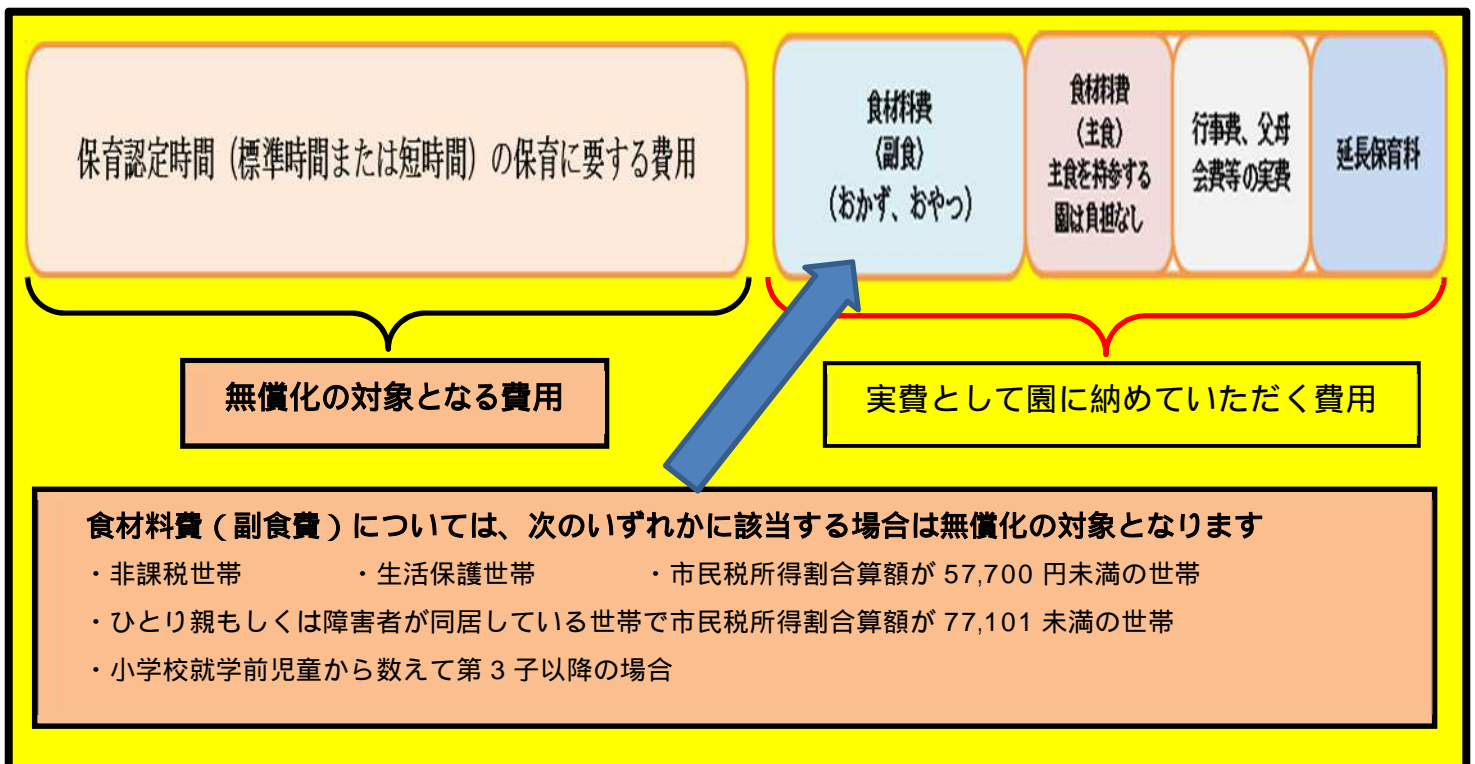 保育認定時間（標準時間または短時間）の保育に要する費用
食材料費
（副食）
（おかず、おやつ）
食材料費
（主食）
主食を持参する
園は負担なし
行事費、父母
会費等の実費
延長保育料
無償化の対象となる費用
実費として園に納めていただく費用
食材料費（副食費）については、次のいずれかに該当する場合は無償化の対象となります
・非課税世帯　・生活保護世帯　・市民税所得割合算額が 57,700 円未満の世帯
・ひとり親もしくは障害者が同居している世帯で市民税所得割合算額が 77,101 未満の世帯
・小学校就学前児童から数えて第 3 子以降の場合